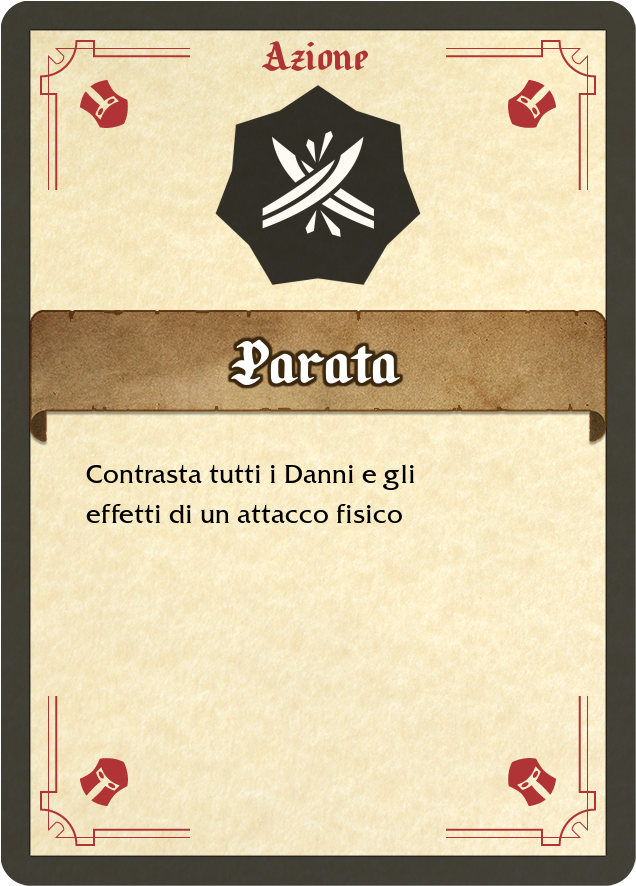 Azione
Parata
Contrasta tutti i Danni e gli
effetti di un attacco fisico